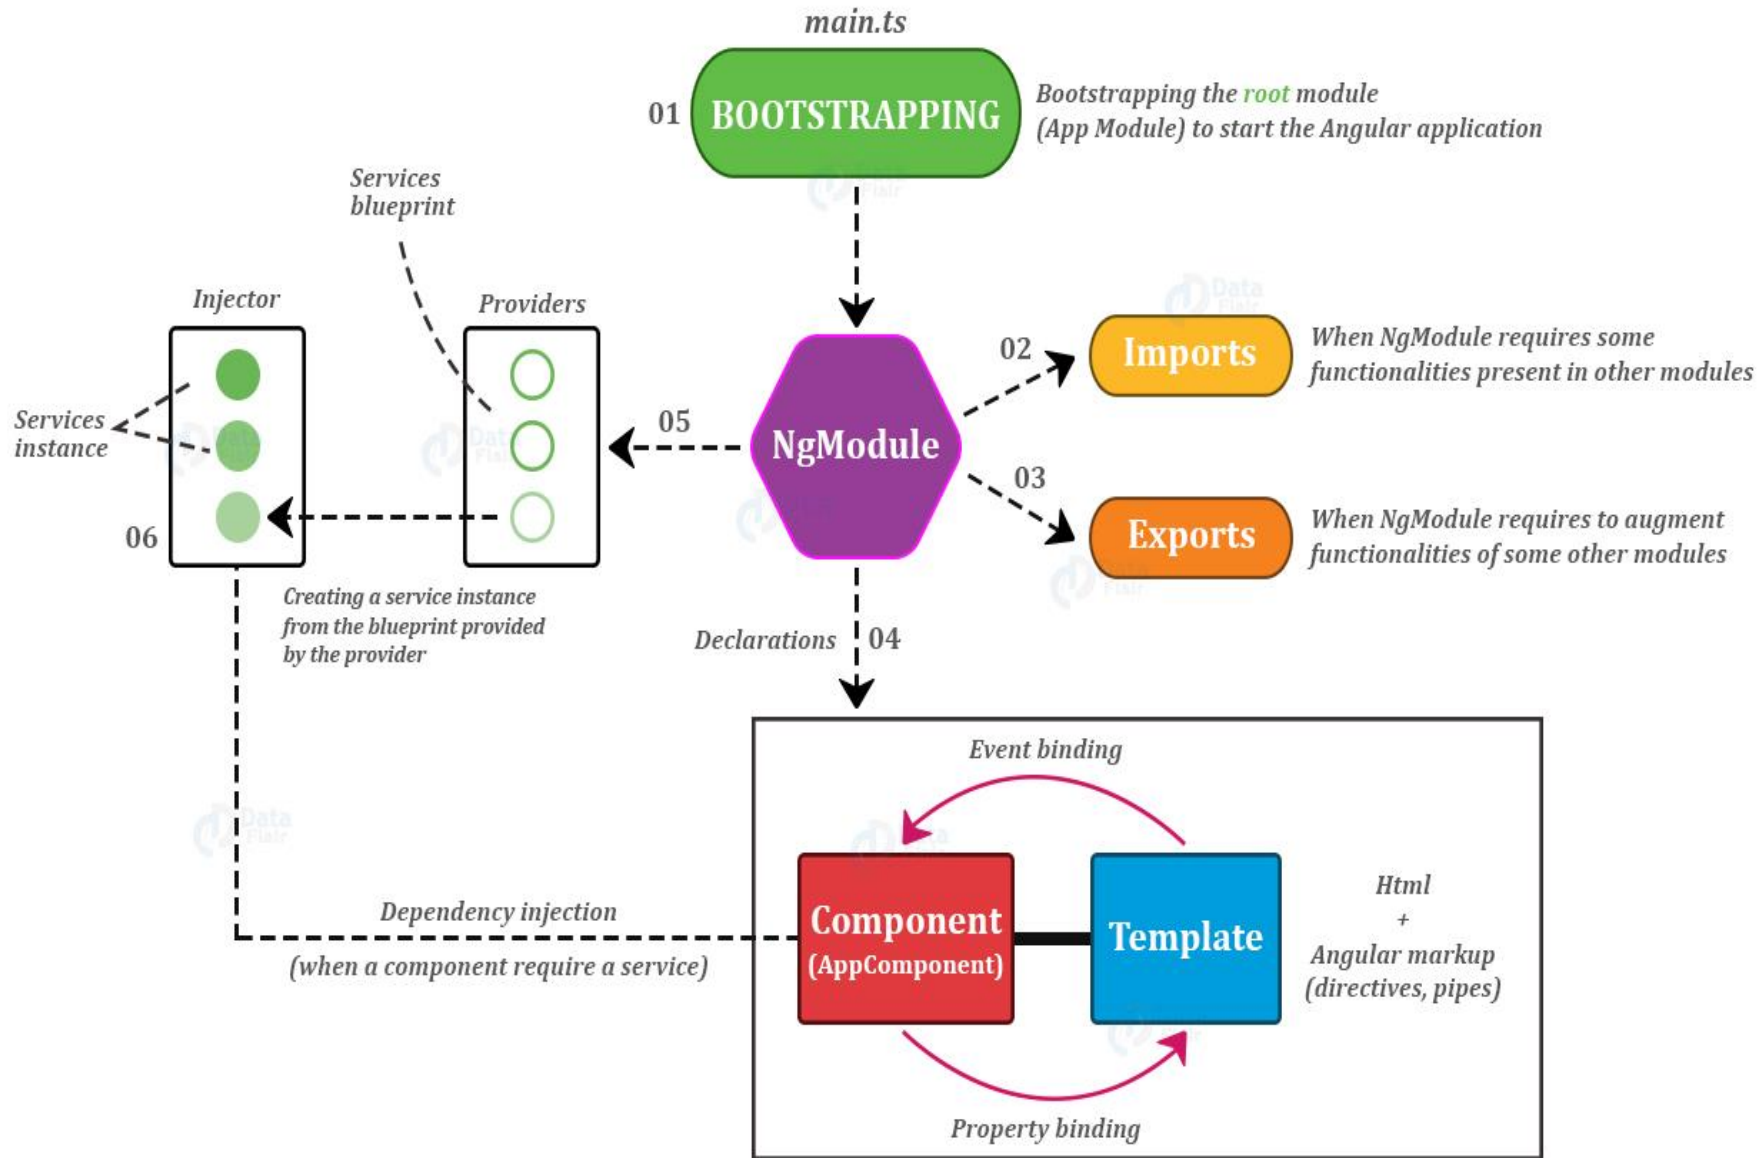 main.ts
01
BOOTSTRAPPING
Bootstrapping the root module
(App Module) to start the Angular application
Services
blueprint
Injector
Providers
Services
instance
05
NgModule
02
Imports
When NgModule requires some
functionalities present in other modules
03
Exports
When NgModule requires to augment
functionalities of some other modules
06
Creating a service instance
from the blueprint provided
by the provider
Declarations
04
Event binding
Component
(AppComponent)
Template
Html
+
Angular markup
(directives, pipes)
Dependency injection
(when a component require a service)
Property binding
Data
Flair
Data
Flair